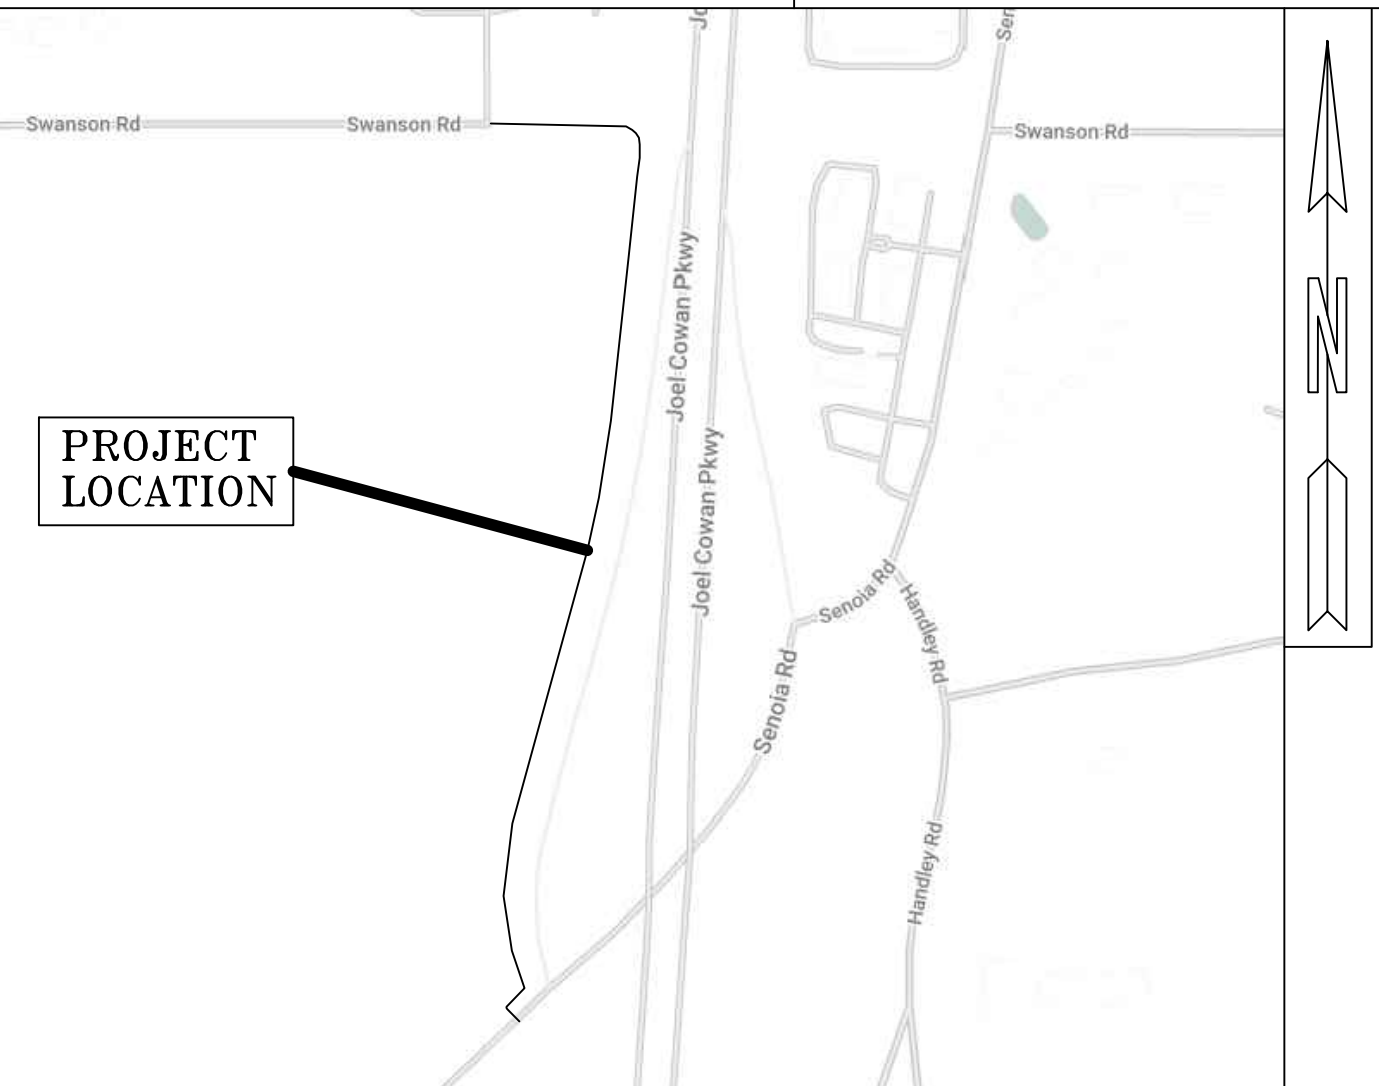 Swanson Rd
Swanson Rd
Swanson Rd
Joel Cowan Pkwy
PROJECT
LOCATION
Joel Cowan Pkwy
Senoia Rd
Handley Rd
Senoia Rd
Handley Rd
N